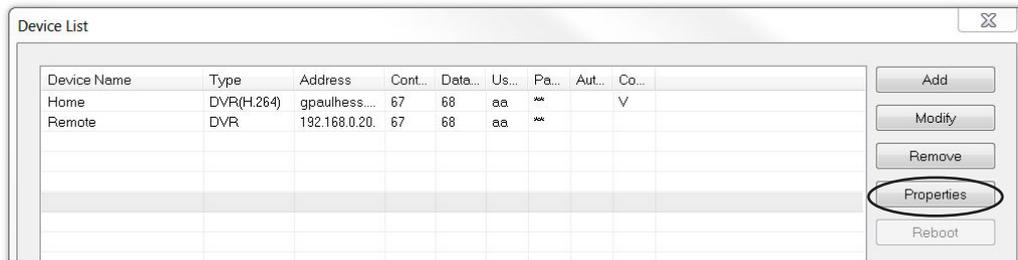 Device List
Device Name Type Address Cont... Data... Us... Pa... Aut... Co...
Home DVR(H.264) gpaulhess.... 67 68 aa ** V
Remote DVR 192.168.0.20. 67 68 aa **
Add
Modify
Remove
Properties
Reboot